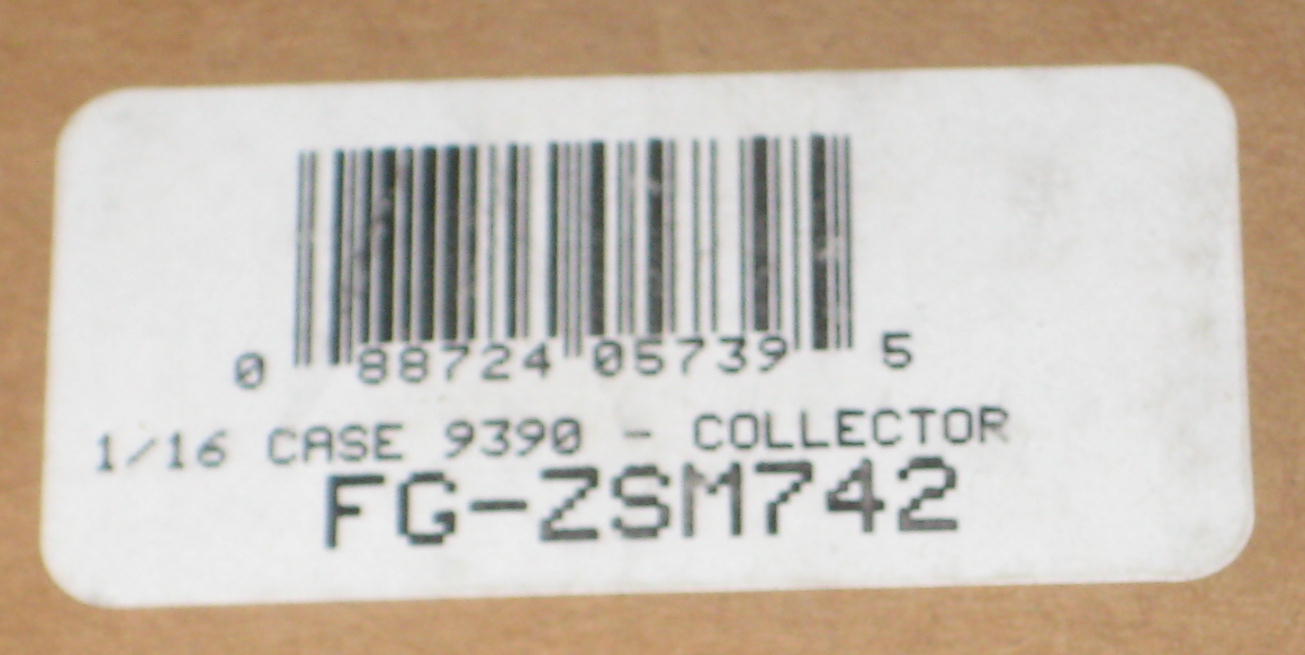 0 88724 05739 5
1/16 CASE 9390 - COLLECTOR
FG-ZSM742